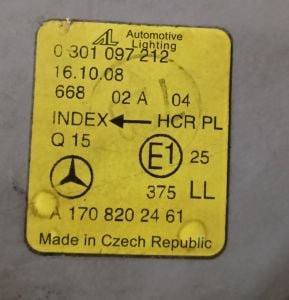 AL Automotive
Lighting
0 301 097 212
16.10.08
668 02 A 04
INDEX ← HCR PL
Q 15
E1 25
375 LL
A 170 820 24 61
Made in Czech Republic